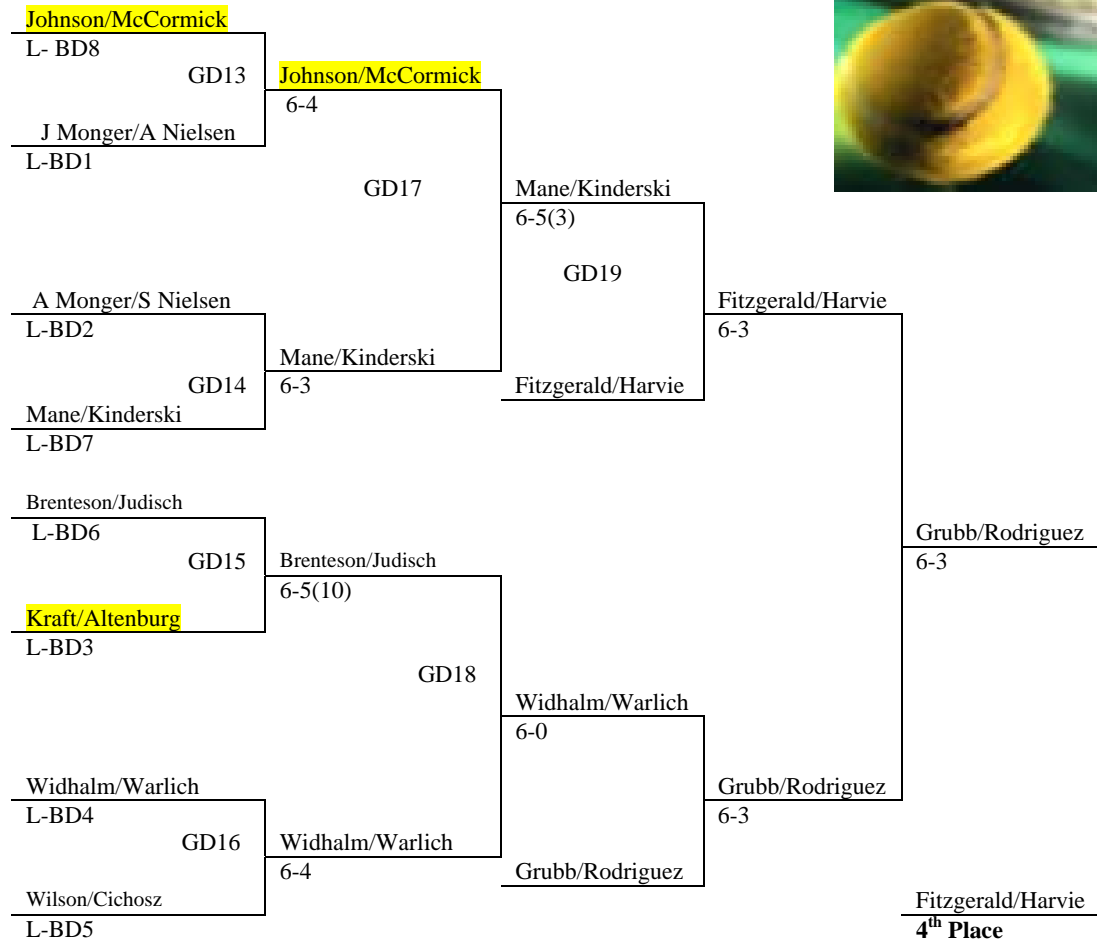 Johnson/McCormick
L- BD8
GD13
Johnson/McCormick
6-4
J Monger/A Nielsen
L-BD1
GD17
Mane/Kinderski
6-5(3)
GD19
A Monger/S Nielsen
L-BD2
Fitzgerald/Harvie
6-3
Mane/Kinderski
GD14
6-3
Fitzgerald/Harvie
Mane/Kinderski
L-BD7
Brenteson/Judisch
L-BD6
Grubb/Rodriguez
6-3
GD15
Brenteson/Judisch
6-5(10)
Kraft/Altenburg
L-BD3
GD18
Widhalm/Warlich
6-0
Widhalm/Warlich
L-BD4
Grubb/Rodriguez
6-3
GD16
Widhalm/Warlich
6-4
Grubb/Rodriguez
Wilson/Cichosz
L-BD5
Fitzgerald/Harvie
4th Place